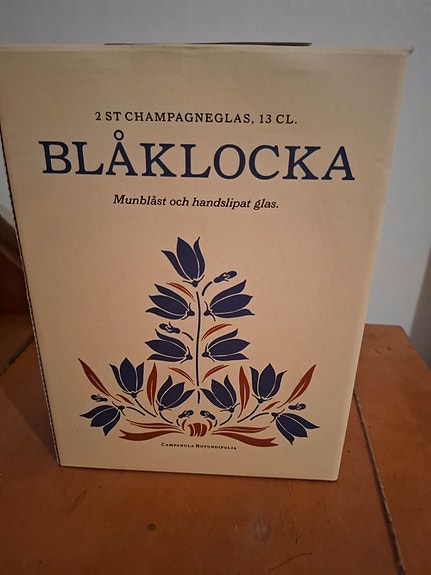 2 ST CHAMPAGNEGLAS, 13 CL.
BLÅKLOCKA
Munblåst och handslipat glas.
CAMPANULA ROTUNDIFOLIA